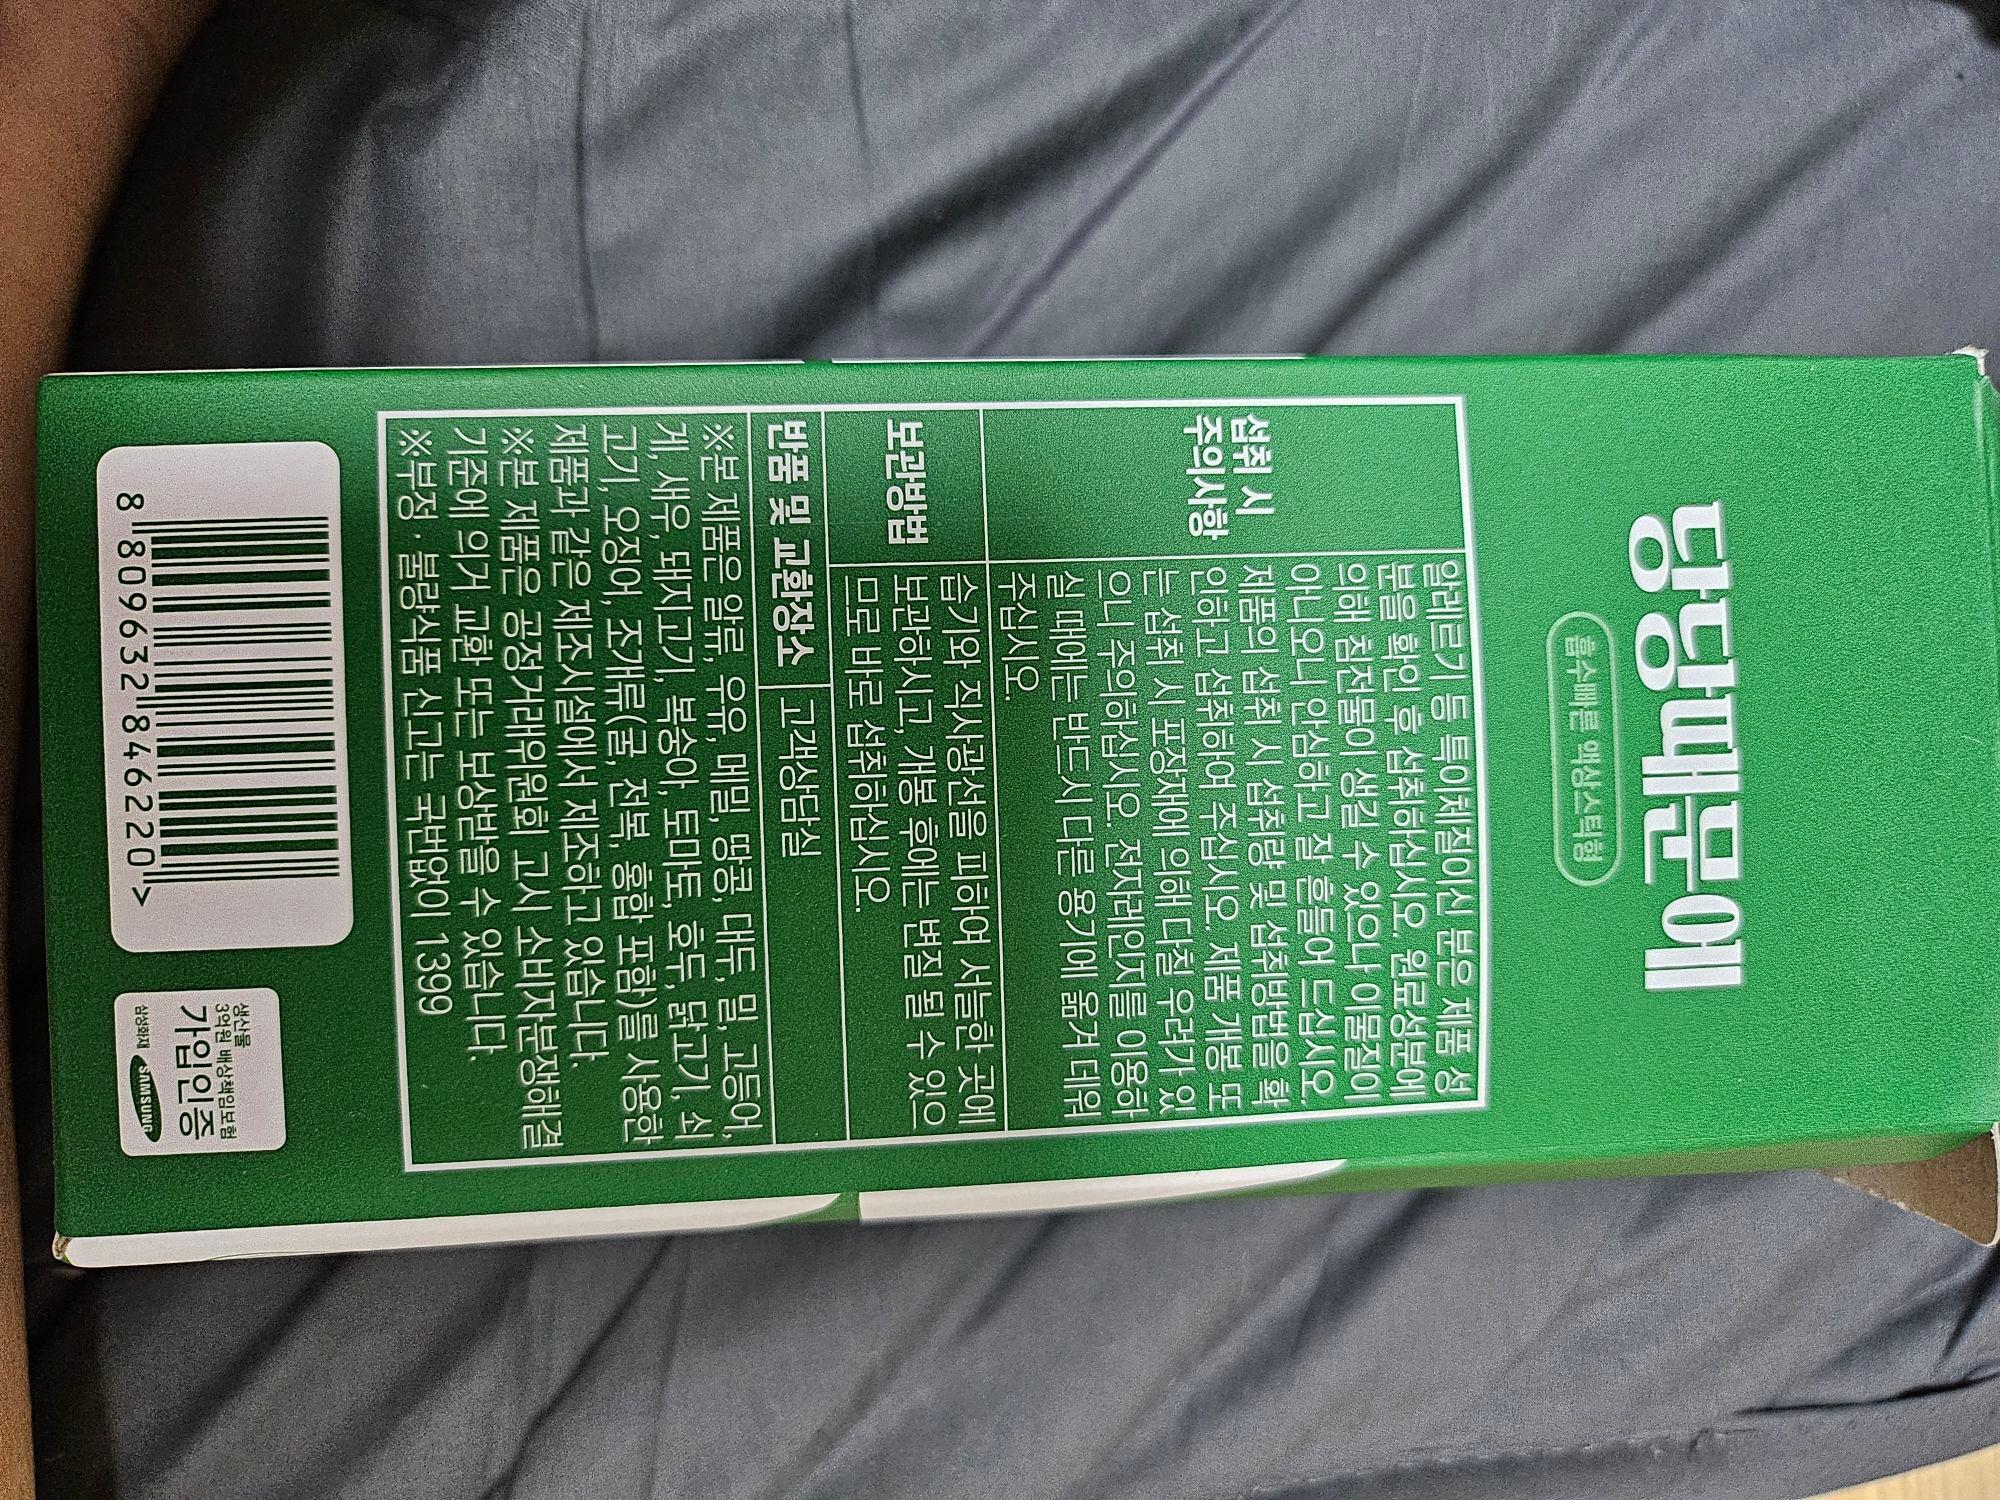 당당때문에
흡수빠른 액상스틱형
섭취 시
주의사항
알레르기 등 특이체질이신 분은 제품 성
분을 확인 후 섭취하십시오. 원료성분에
의해 침전물이 생길 수 있으나 이물질이
아니오니 안심하고 잘 흔들어 드십시오.
제품의 섭취 시 섭취량 및 섭취방법을 확
인하고 섭취하여 주십시오. 제품 개봉 또
는 섭취 시 포장재에 의해 다칠 우려가 있
으니 주의하십시오. 전자레인지를 이용하
실 때에는 반드시 다른 용기에 옮겨 데워
주십시오.
보관방법
습기와 직사광선을 피하여 서늘한 곳에
보관하시고, 개봉 후에는 변질 될 수 있으
므로 바로 섭취하십시오.
반품 및 교환장소
고객상담실
※본 제품은 알류, 우유, 메밀, 땅콩, 대두, 밀, 고등어,
게, 새우, 돼지고기, 복숭아, 토마토, 호두, 닭고기, 쇠
고기, 오징어, 조개류(굴, 전복, 홍합 포함)를 사용한
제품과 같은 제조시설에서 제조하고 있습니다.
※본 제품은 공정거래위원회 고시 소비자분쟁해결
기준에 의거 교환 또는 보상받을 수 있습니다.
※부정·불량식품 신고는 국번없이 1399
8 809632 846220 >
생산물
3억원 배상책임보험
가입인증
삼성화재 SAMSUNG